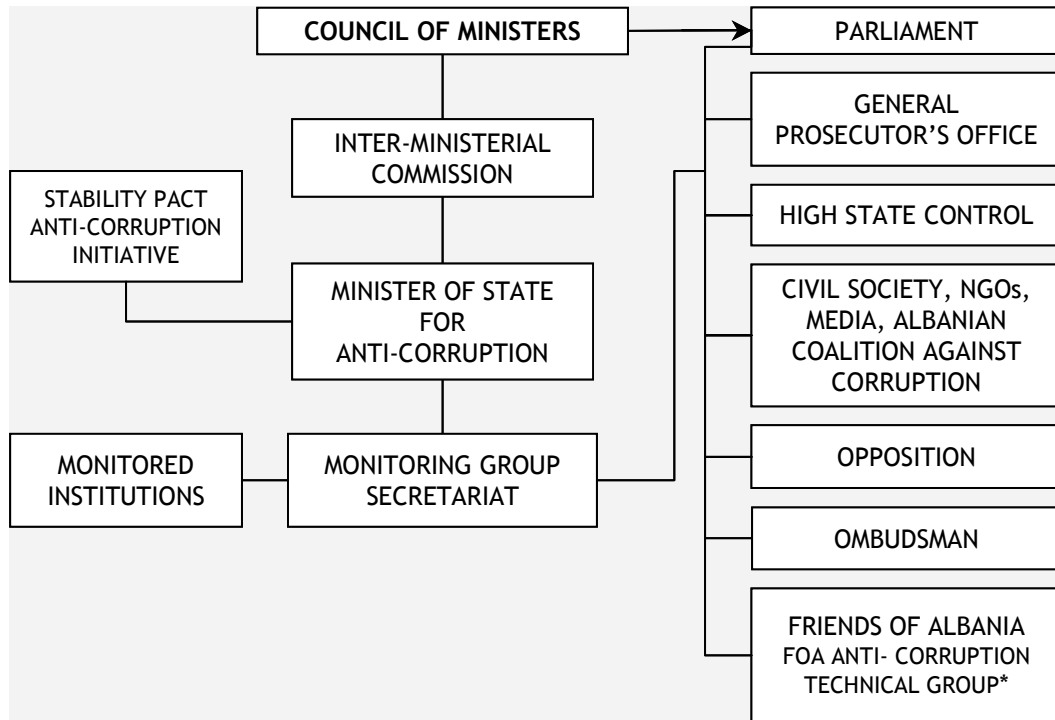 COUNCIL OF MINISTERS
PARLIAMENT
GENERAL
PROSECUTOR’S OFFICE
INTER-MINISTERIAL
COMMISSION
STABILITY PACT
ANTI-CORRUPTION
INITIATIVE
HIGH STATE CONTROL
MINISTER OF STATE
FOR
ANTI-CORRUPTION
CIVIL SOCIETY, NGOs,
MEDIA, ALBANIAN
COALITION AGAINST
CORRUPTION
MONITORED
INSTITUTIONS
MONITORING GROUP
SECRETARIAT
OPPOSITION
OMBUDSMAN
FRIENDS OF ALBANIA
FOA ANTI- CORRUPTION
TECHNICAL GROUP*